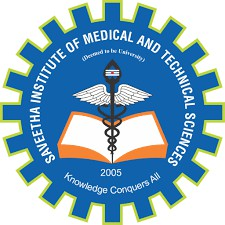 SAVEETHA INSTITUTE OF MEDICAL AND TECHNICAL SCIENCES
(Deemed to be University)
2005
Knowledge Conquers All